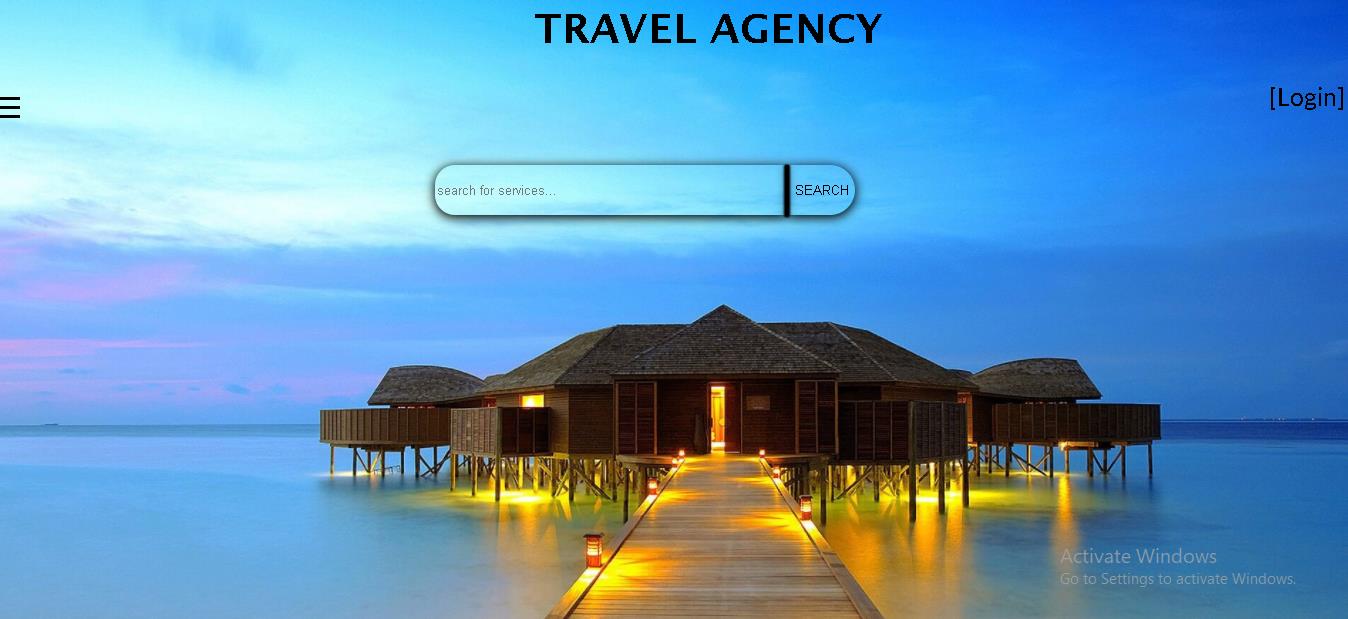 TRAVEL AGENCY
[Login]
search for services...
SEARCH
Activate Windows
Go to Settings to activate Windows.